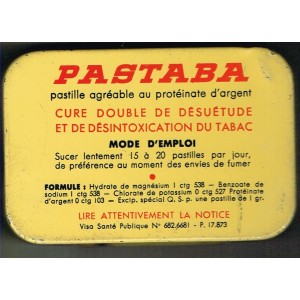 PASTABA
pastille agréable au protéinate d'argent
CURE DOUBLE DE DÉSUÉTUDE
ET DE DÉSINTOXICATION DU TABAC
MODE D'EMPLOI
Sucer lentement 15 à 20 pastilles par jour,
de préférence au moment des envies de fumer
FORMULE : Hydrate de magnésium 1 ctg 538 – Benzoate de
sodium 1 ctg 538 – Chlorate de potassium 0 ctg 527 Protéinate
d'argent 0 ctg 103 – Excip. spécial Q. S. p. une pastille de 1 gr.
LIRE ATTENTIVEMENT LA NOTICE
Visa Santé Publique N° 682.6681 - P. 17.873